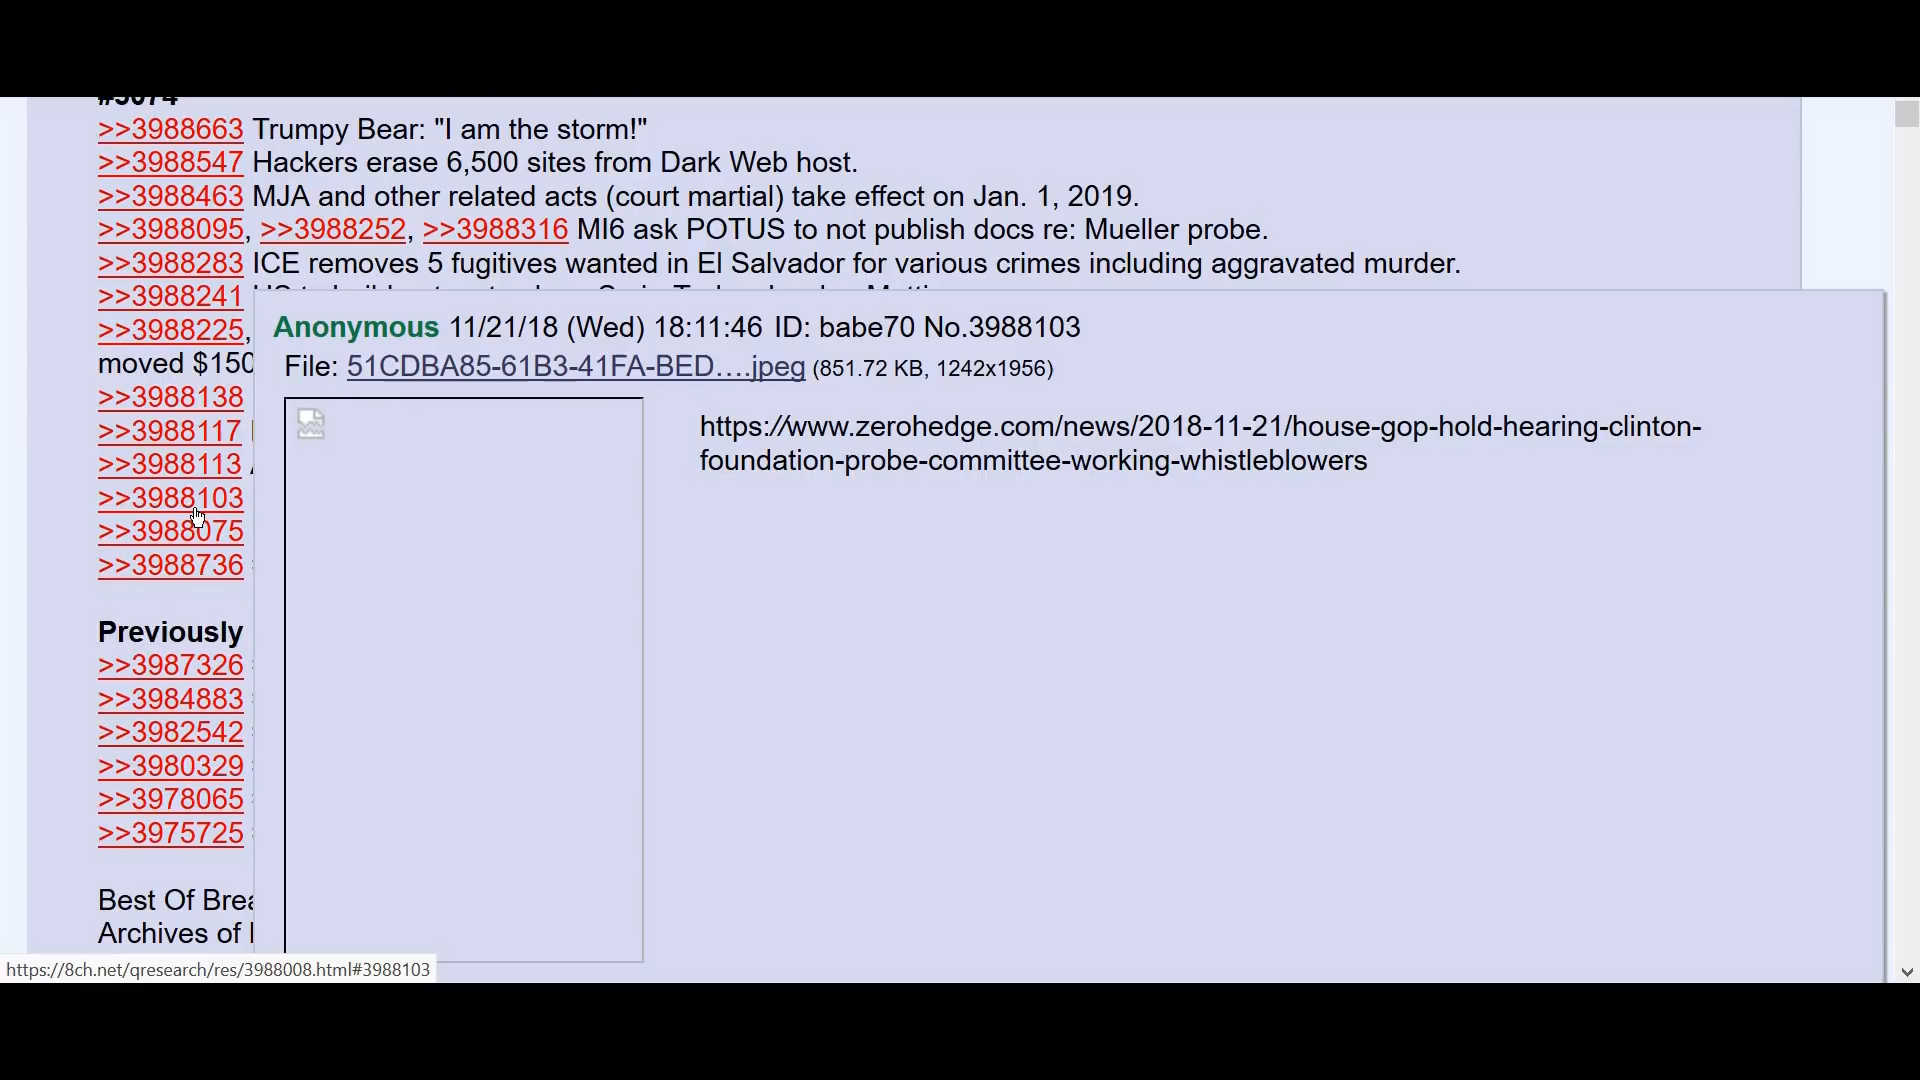 >>3988663 Trumpy Bear: "I am the storm!"
>>3988547 Hackers erase 6,500 sites from Dark Web host.
>>3988463 MJA and other related acts (court martial) take effect on Jan. 1, 2019.
>>3988095, >>3988252, >>3988316 MI6 ask POTUS to not publish docs re: Mueller probe.
>>3988283 ICE removes 5 fugitives wanted in El Salvador for various crimes including aggravated murder.
>>3988241
>>3988225,
moved $150
>>3988138
>>3988117
>>3988113
>>3988103
>>3988075
>>3988736
Previously
>>3987326
>>3984883
>>3982542
>>3980329
>>3978065
>>3975725
Best Of
Archives of
Anonymous 11/21/18 (Wed) 18:11:46 ID: babe70 No.3988103
File: 51CDBA85-61B3-41FA-BED….jpeg (851.72 KB, 1242x1956)
https://www.zerohedge.com/news/2018-11-21/house-gop-hold-hearing-clinton-
foundation-probe-committee-working-whistleblowers
https://8ch.net/qresearch/res/3988008.html#3988103